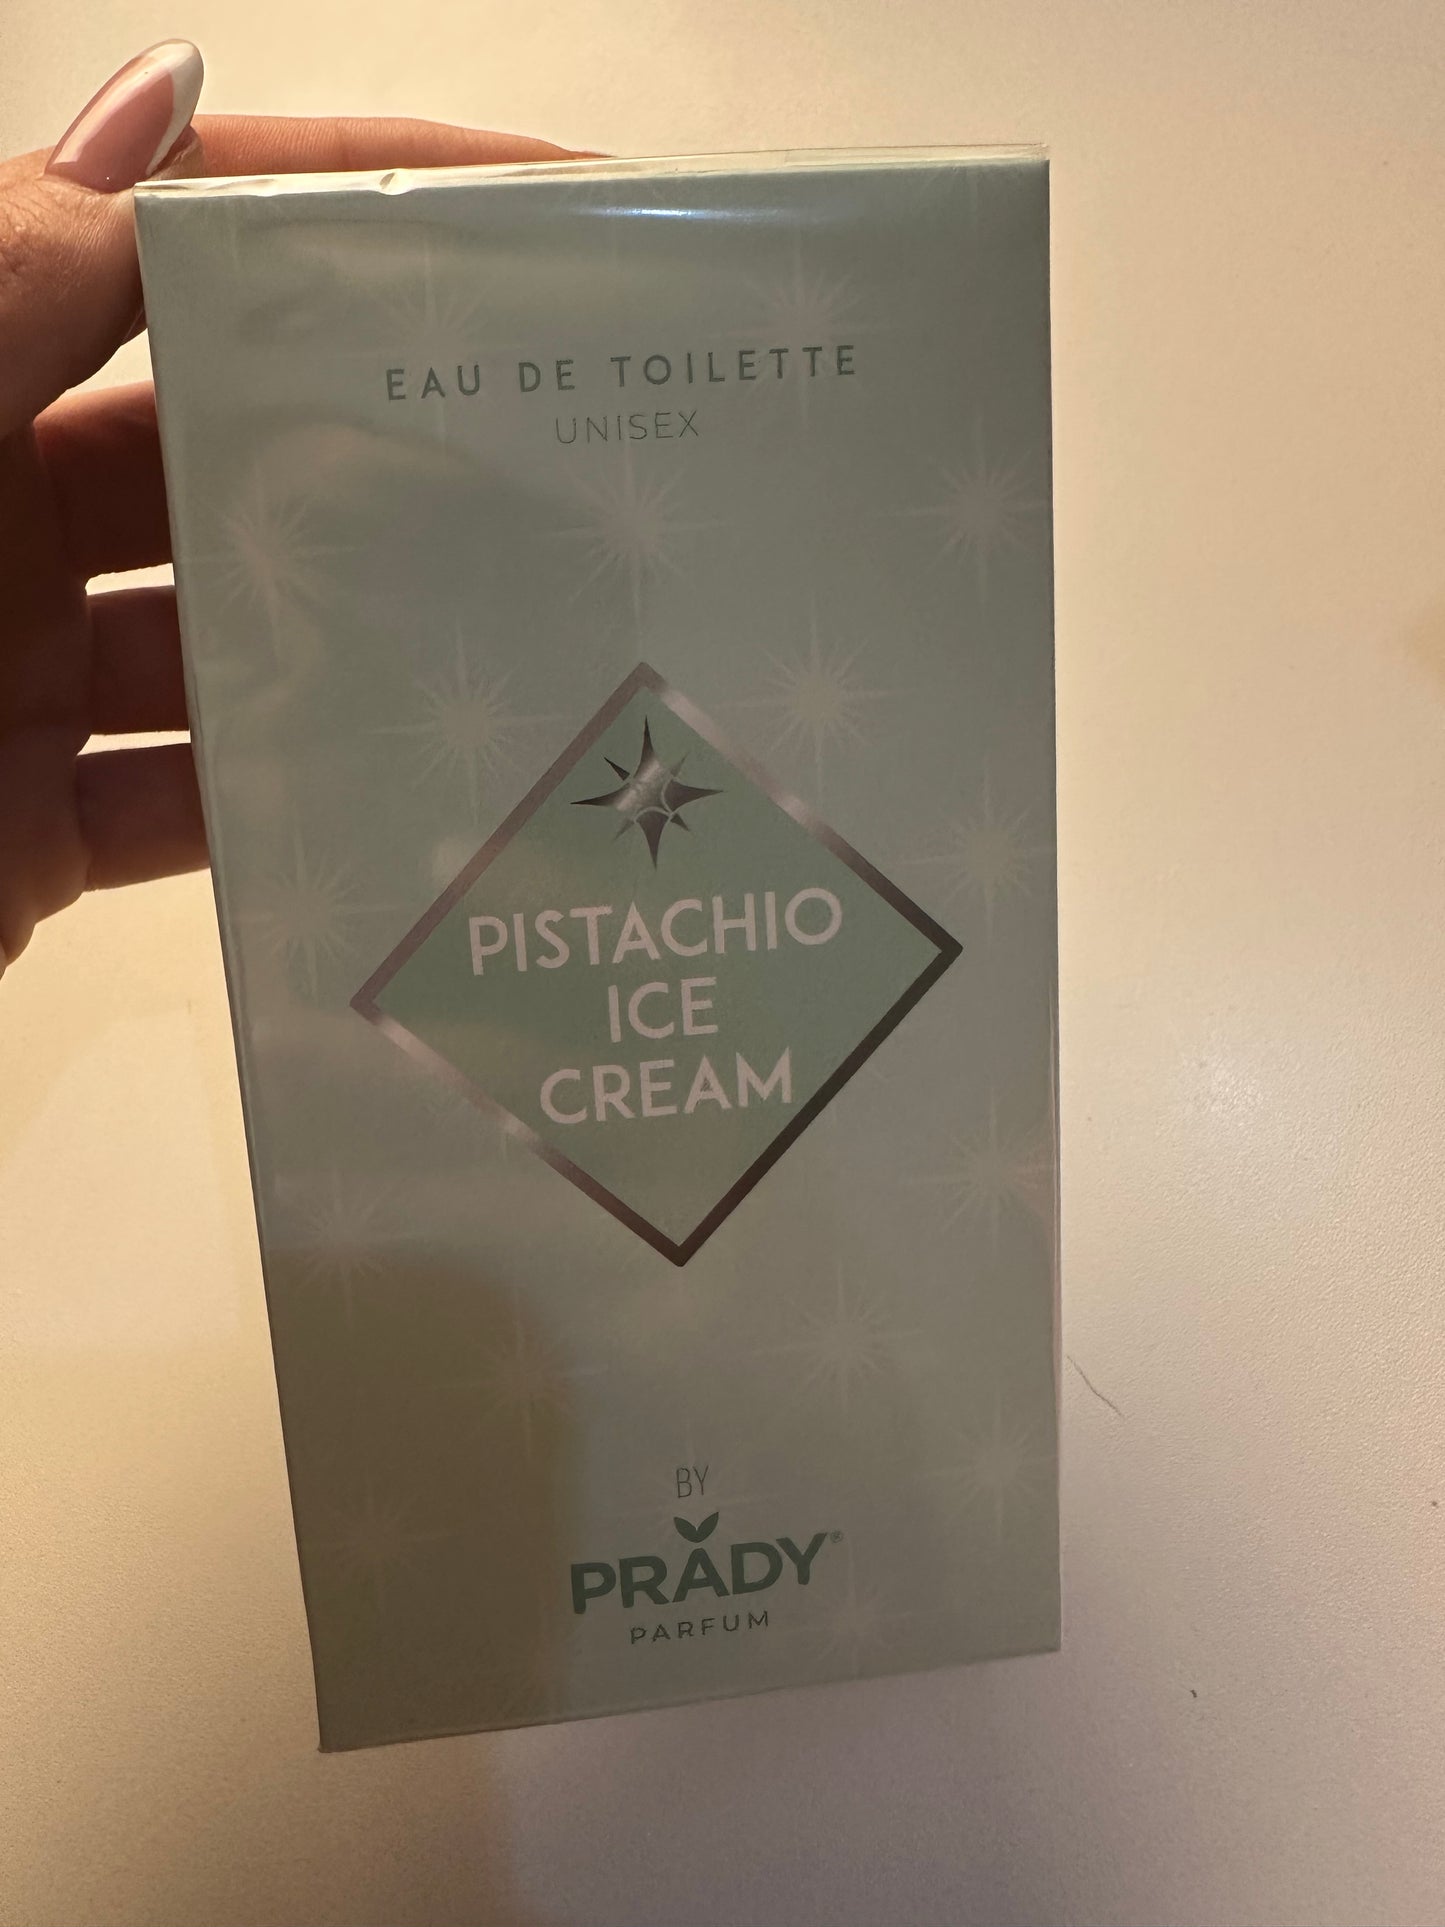 EAU DE TOILETTE
UNISEX
PISTACHIO
ICE
CREAM
BY
PRADY®
PARFUM